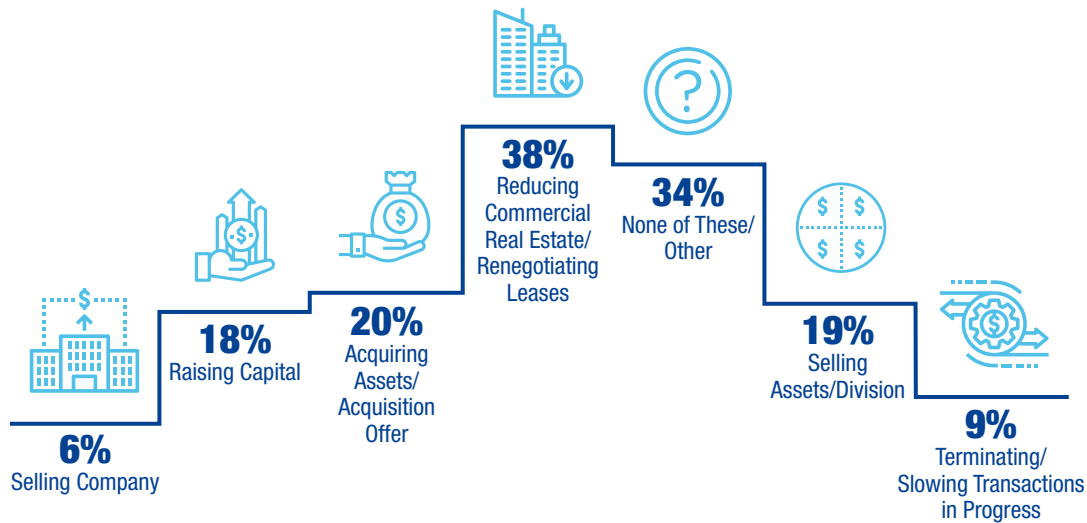 6%
Selling Company
18%
Raising Capital
20%
Acquiring
Assets/
Acquisition
Offer
38%
Reducing
Commercial
Real Estate/
Renegotiating
Leases
34%
None of These/
Other
19%
Selling
Assets/Division
9%
Terminating/
Slowing Transactions
in Progress
$
$
$
?
$ $
$ $
$